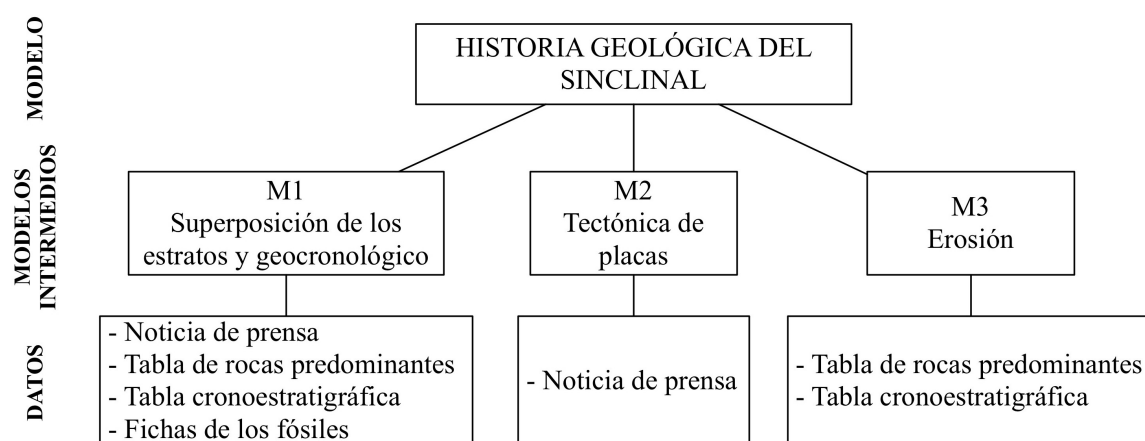 MODELO
HISTORIA GEOLÓGICA DEL
SINCLINAL
MODELOS
INTERMEDIOS
M1
Superposición de los
estratos y geocronológico
M2
Tectónica de
placas
M3
Erosión
DATOS
- Noticia de prensa
- Tabla de rocas predominantes
- Tabla cronoestratigráfica
- Fichas de los fósiles
- Noticia de prensa
- Tabla de rocas predominantes
- Tabla cronoestratigráfica